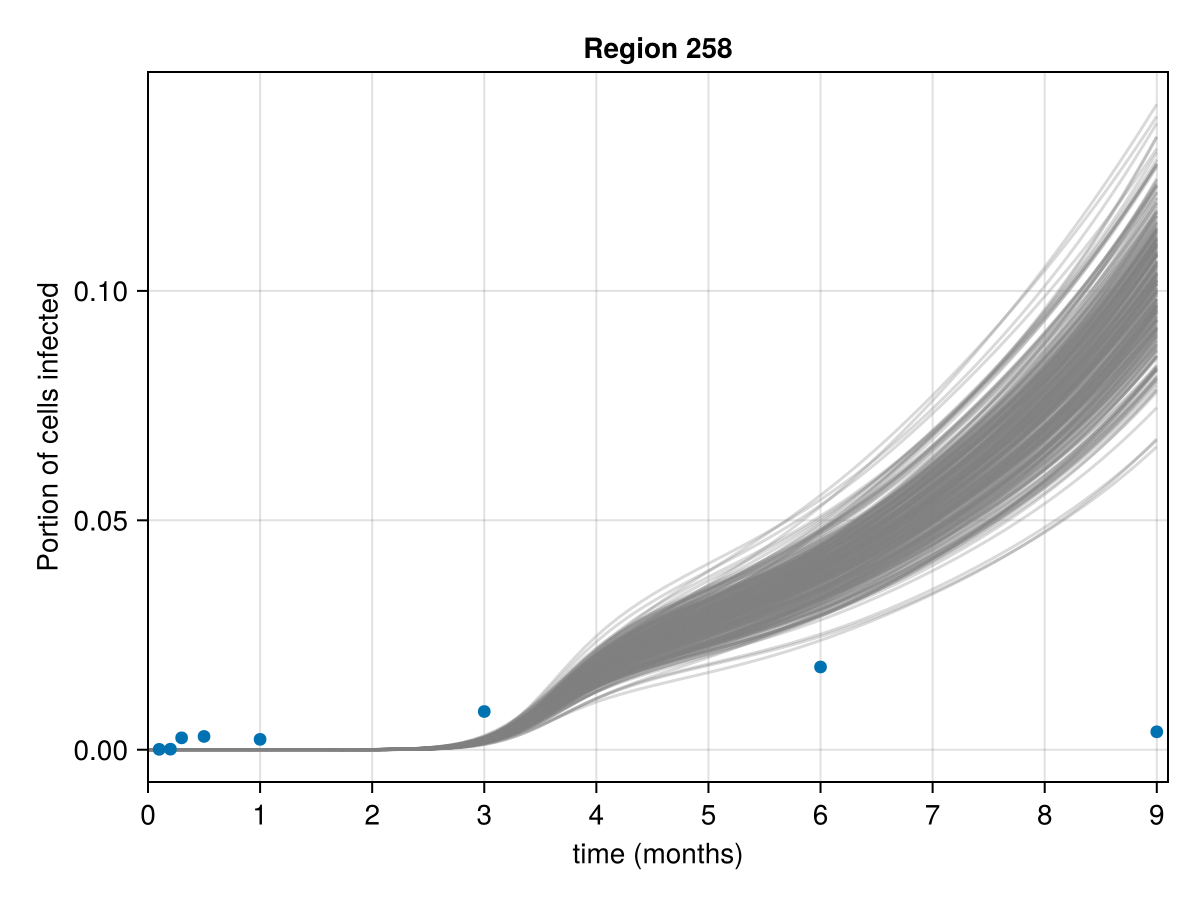 Region 258
Portion of cells infected
0.10
0.05
0.00
0 1 2 3 4 5 6 7 8 9
time (months)